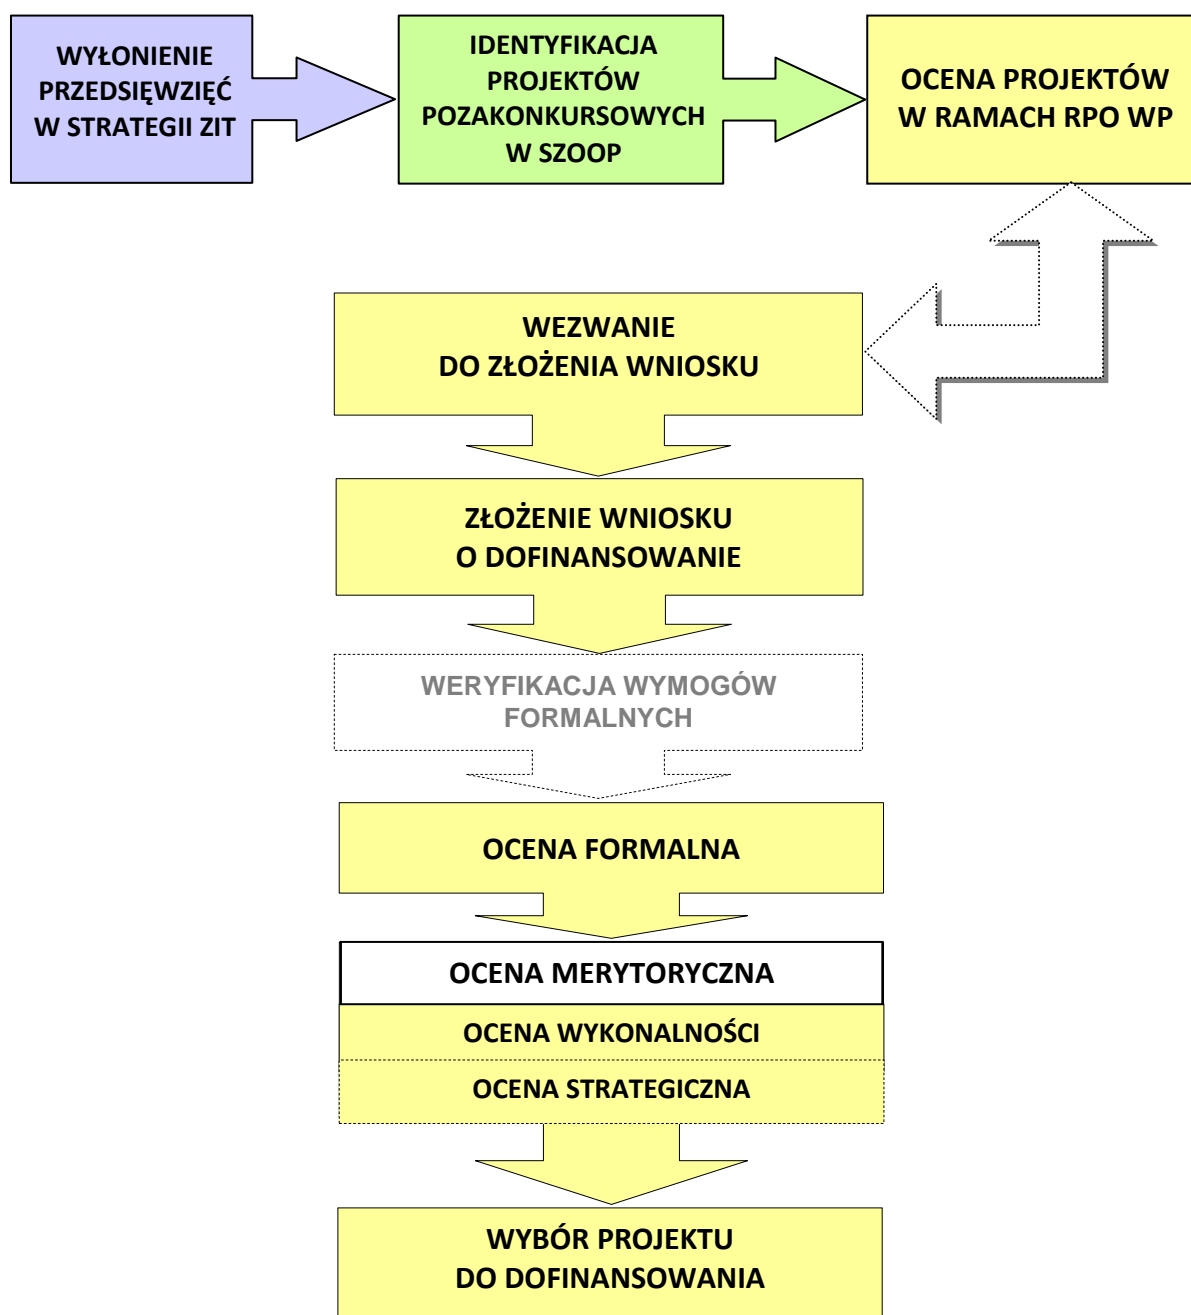 WYŁONIENIE
PRZEDSIĘWZIĘĆ
W STRATEGII ZIT
IDENTYFIKACJA
PROJEKTÓW
POZAKONKURSOWYCH
W SZOOP
OCENA PROJEKTÓW
W RAMACH RPO WP
WEZWANIE
DO ZŁOŻENIA WNIOSKU
ZŁOŻENIE WNIOSKU
O DOFINANSOWANIE
WERYFIKACJA WYMOGÓW
FORMALNYCH
OCENA FORMALNA
OCENA MERYTORYCZNA
OCENA WYKONALNOŚCI
OCENA STRATEGICZNA
WYBÓR PROJEKTU
DO DOFINANSOWANIA